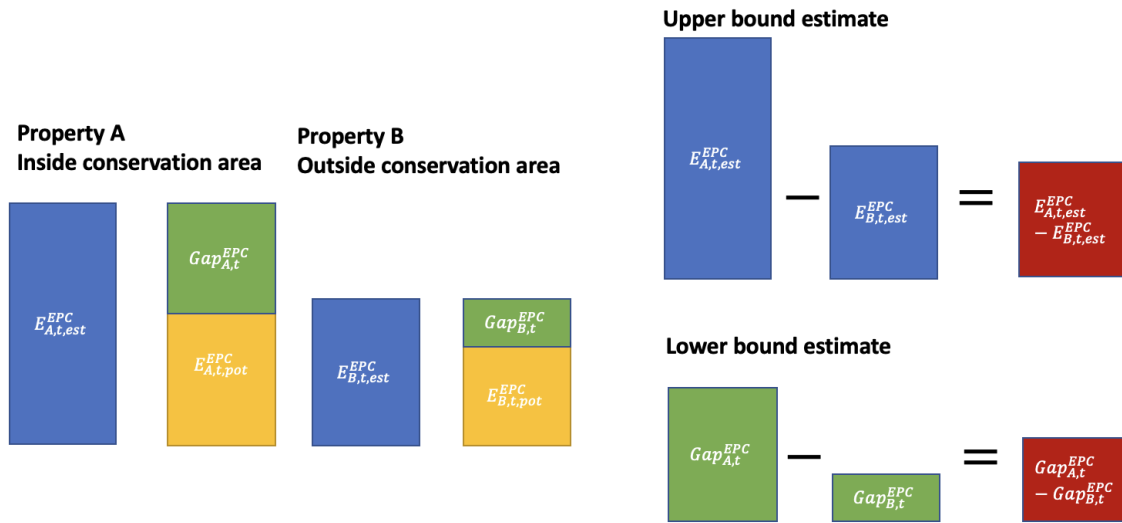 Property A
Inside conservation area
Property B
Outside conservation area
E^{EPC}_{A,t,est}
Gap^{EPC}_{A,t}
E^{EPC}_{A,t,pot}
E^{EPC}_{B,t,est}
Gap^{EPC}_{B,t}
E^{EPC}_{B,t,pot}
Upper bound estimate
E^{EPC}_{A,t,est}
−
E^{EPC}_{B,t,est}
=
E^{EPC}_{A,t,est}
− E^{EPC}_{B,t,est}
Lower bound estimate
Gap^{EPC}_{A,t}
−
Gap^{EPC}_{B,t}
=
Gap^{EPC}_{A,t}
− Gap^{EPC}_{B,t}